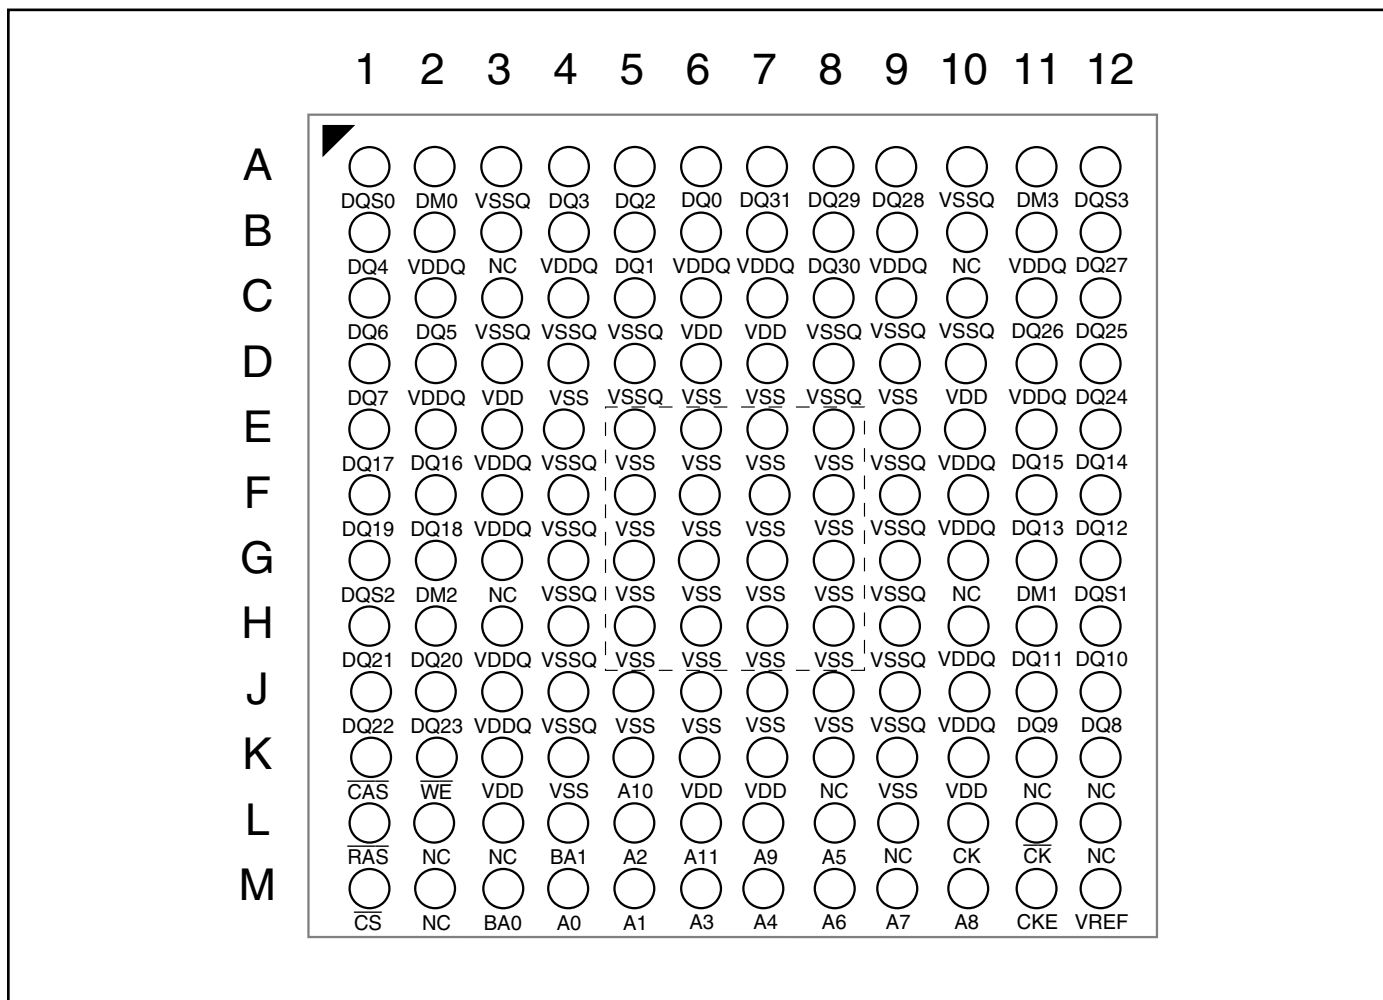 1 2 3 4 5 6 7 8 9 10 11 12
A
DQS0 DM0 VSSQ DQ3 DQ2 DQ0 DQ31 DQ29 DQ28 VSSQ DM3 DQS3
B
DQ4 VDDQ NC VDDQ DQ1 VDDQ VDDQ DQ30 VDDQ NC VDDQ DQ27
C
DQ6 DQ5 VSSQ VSSQ VSSQ VDD VDD VSSQ VSSQ VSSQ DQ26 DQ25
D
DQ7 VDDQ VDD VSS VSSQ VSS VSS VSSQ VSS VDD VDDQ DQ24
E
DQ17 DQ16 VDDQ VSSQ VSS VSS VSS VSS VSSQ VDDQ DQ15 DQ14
F
DQ19 DQ18 VDDQ VSSQ VSS VSS VSS VSS VSSQ VDDQ DQ13 DQ12
G
DQS2 DM2 NC VSSQ VSS VSS VSS VSS VSSQ NC DM1 DQS1
H
DQ21 DQ20 VDDQ VSSQ VSS VSS VSS VSS VSSQ VDDQ DQ11 DQ10
J
DQ22 DQ23 VDDQ VSSQ VSS VSS VSS VSS VSSQ VDDQ DQ9 DQ8
K
C̅A̅S̅ W̅E̅ VDD VSS A10 VDD VDD NC VSS VDD NC NC
L
R̅A̅S̅ NC NC BA1 A2 A11 A9 A5 NC CK C̅K̅ NC
M
C̅S̅ NC BA0 A0 A1 A3 A4 A6 A7 A8 CKE VREF